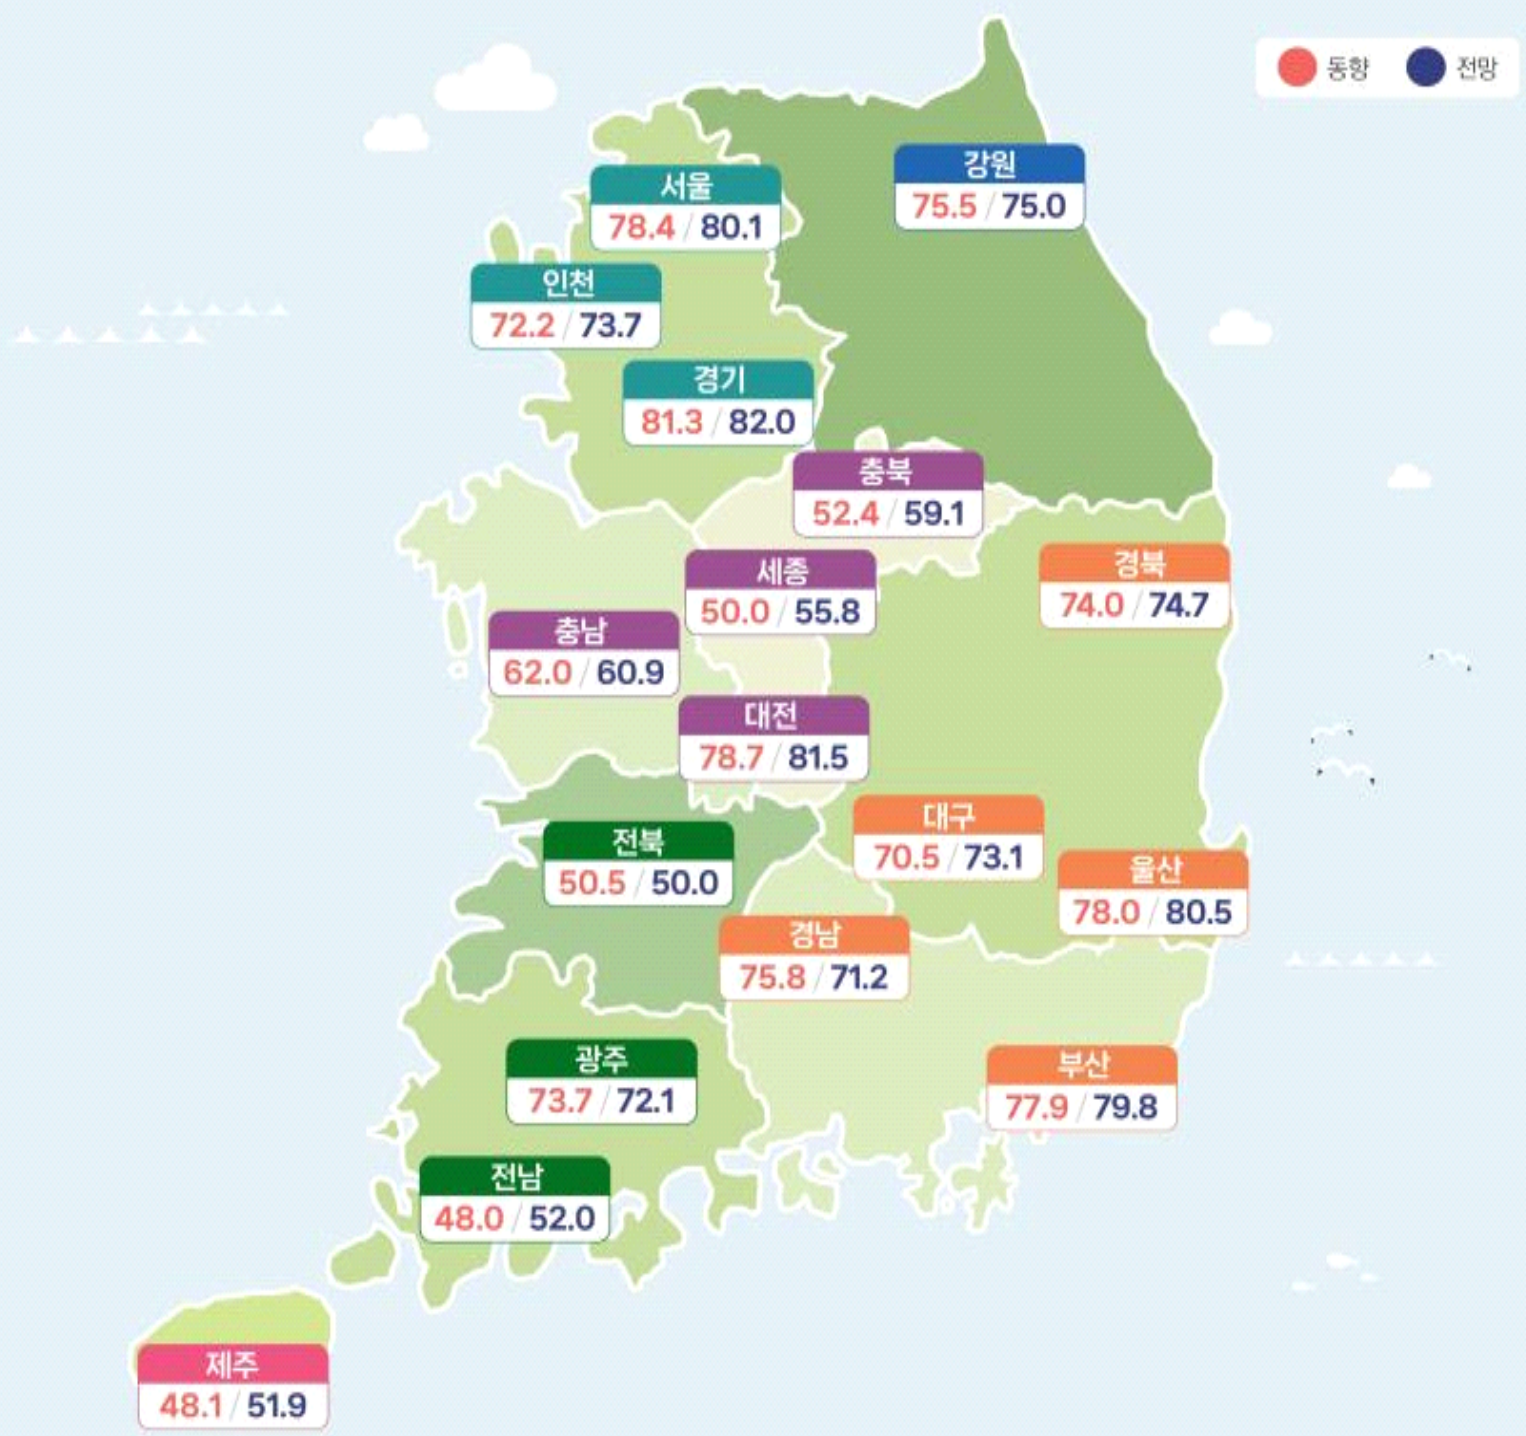 동향 전망
강원
75.5 / 75.0
서울
78.4 / 80.1
인천
72.2 / 73.7
경기
81.3 / 82.0
충북
52.4 / 59.1
세종
50.0 / 55.8
경북
74.0 / 74.7
충남
62.0 / 60.9
대전
78.7 / 81.5
대구
70.5 / 73.1
전북
50.5 / 50.0
울산
78.0 / 80.5
경남
75.8 / 71.2
광주
73.7 / 72.1
부산
77.9 / 79.8
전남
48.0 / 52.0
제주
48.1 / 51.9